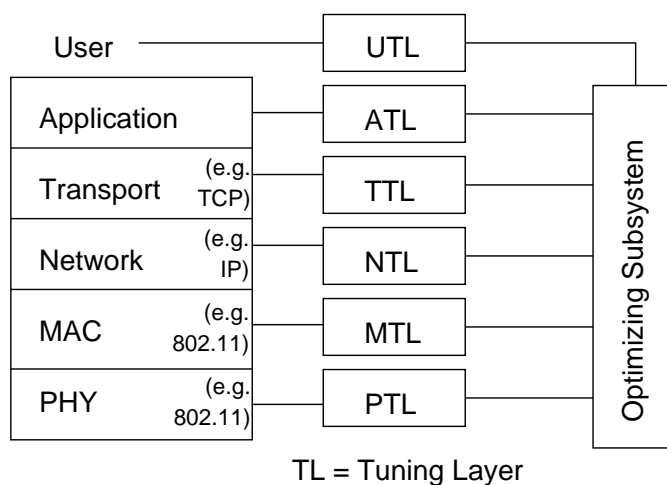 User
UTL
Application
ATL
Transport
(e.g.
TCP)
TTL
Network
(e.g.
IP)
NTL
MAC
(e.g.
802.11)
MTL
PHY
(e.g.
802.11)
PTL
Optimizing Subsystem
TL = Tuning Layer